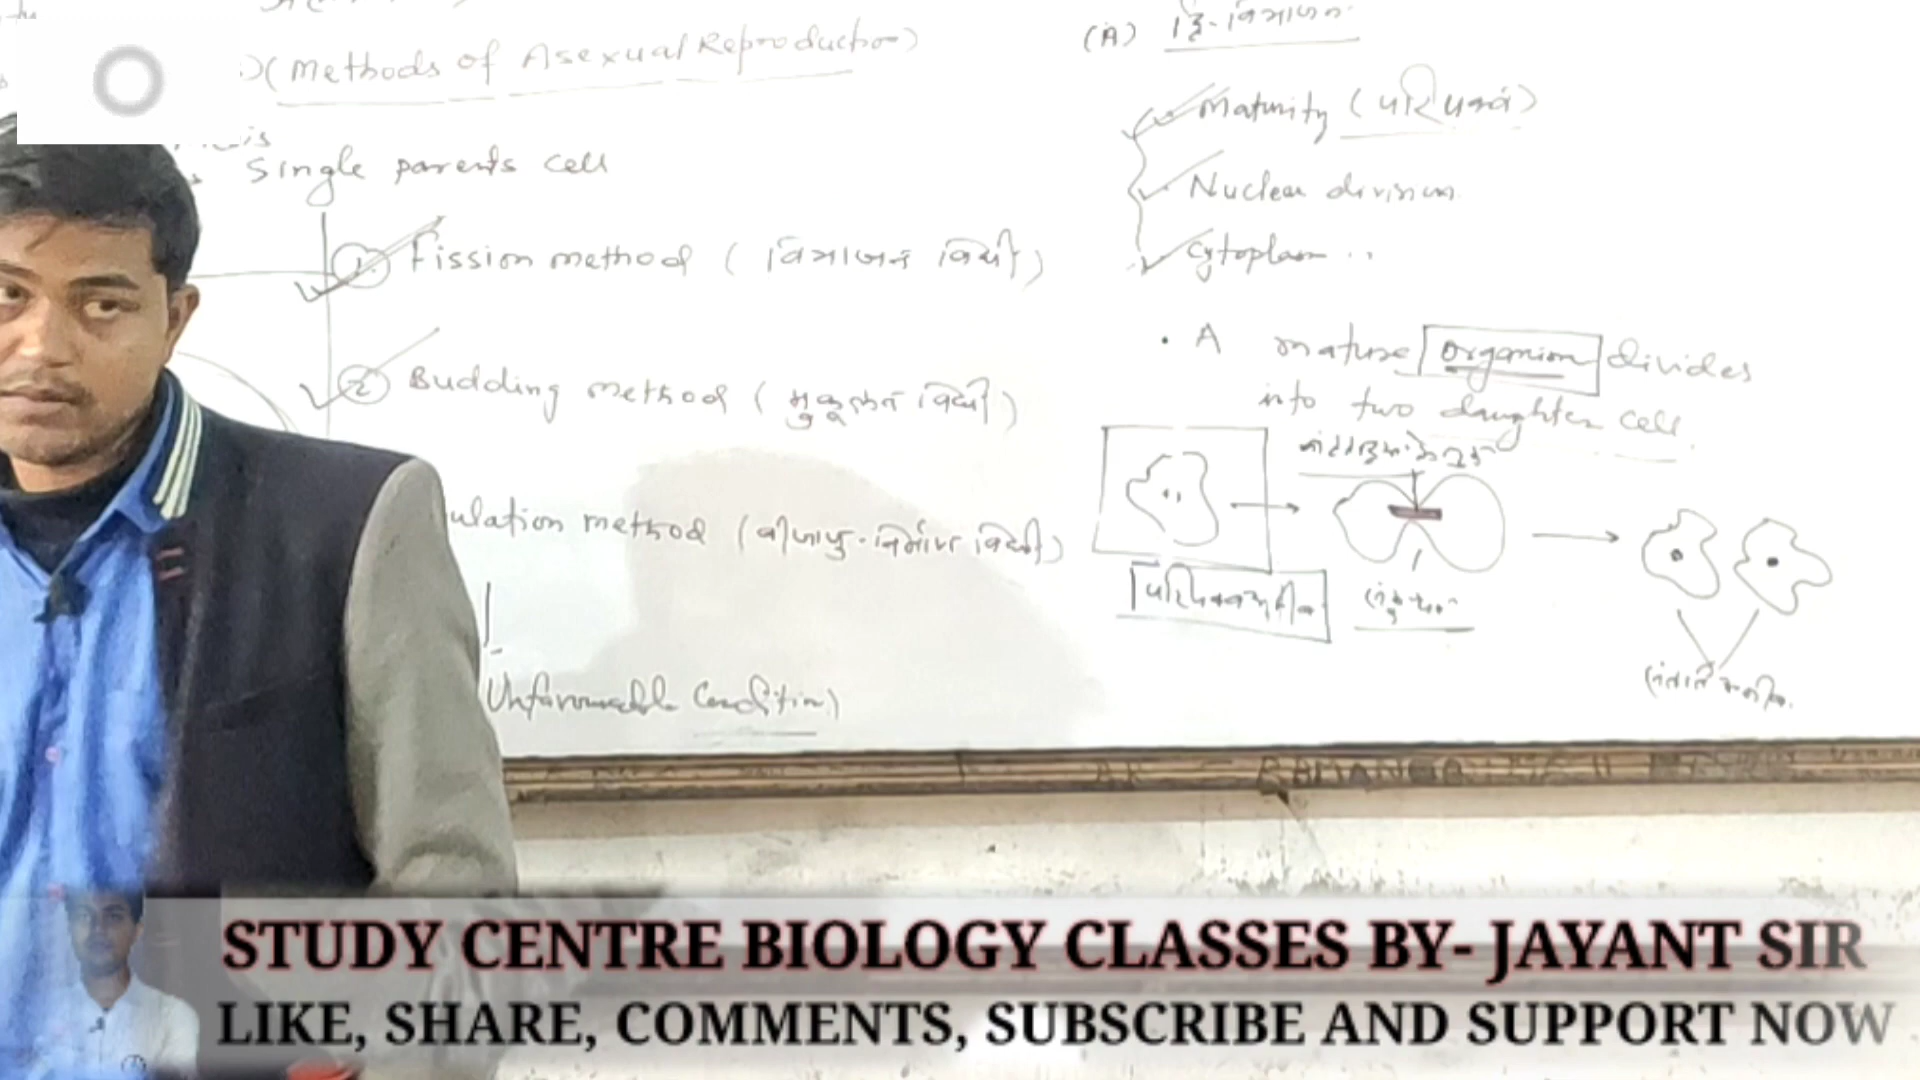 (Methods of Asexual Reproduction)
Single parents cell
1. Fission method (विभाजन विधी)
2. Budding method (मुकुलन विधी)
ulation method (बीजाणु-निर्माण विधी)
Unfavourable Condition)
(A) द्वि-विभाजन
Maturity (परिपक्व)
Nuclear division
Cytoplasm ..
• A mature organism divides
into two daughter cell.
STUDY CENTRE BIOLOGY CLASSES BY- JAYANT SIR
LIKE, SHARE, COMMENTS, SUBSCRIBE AND SUPPORT NOW